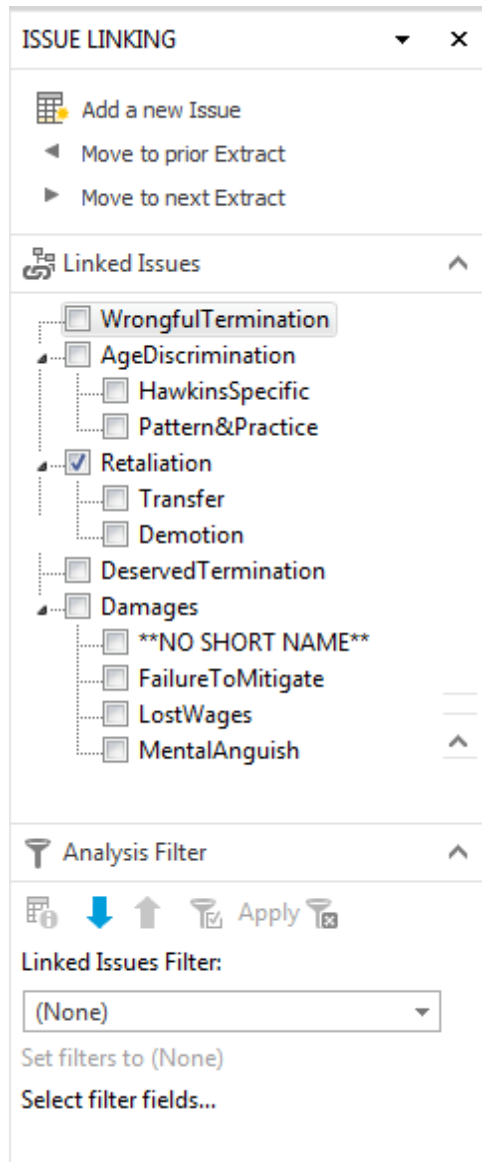 ISSUE LINKING
Add a new Issue
Move to prior Extract
Move to next Extract
Linked Issues
WrongfulTermination
AgeDiscrimination
HawkinsSpecific
Pattern&Practice
Retaliation
Transfer
Demotion
DeservedTermination
Damages
**NO SHORT NAME**
FailureToMitigate
LostWages
MentalAnguish
Analysis Filter
Apply
Linked Issues Filter:
(None)
Set filters to (None)
Select filter fields...